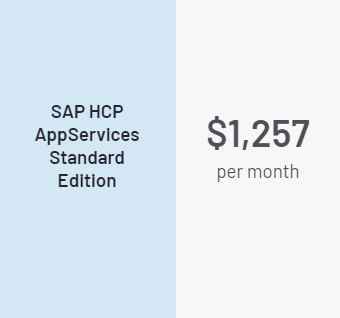 SAP HCP
AppServices
Standard
Edition
$1,257
per month